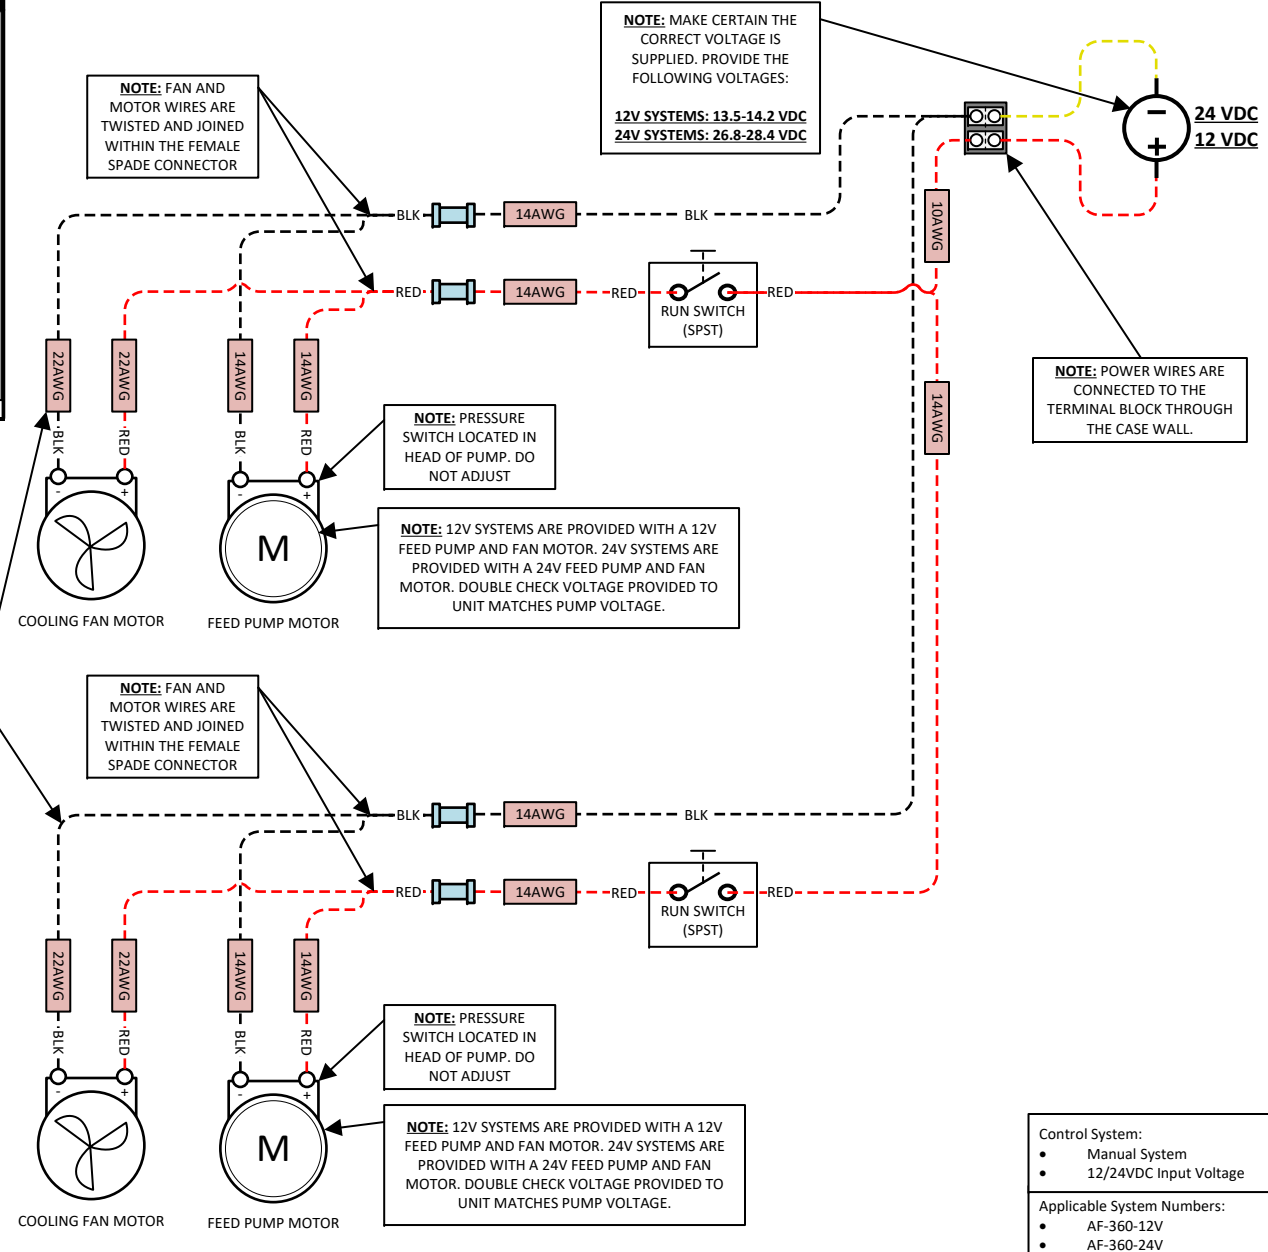 NOTE: MAKE CERTAIN THE
CORRECT VOLTAGE IS
SUPPLIED. PROVIDE THE
FOLLOWING VOLTAGES:
12V SYSTEMS: 13.5-14.2 VDC
24V SYSTEMS: 26.8-28.4 VDC
24 VDC
12 VDC
NOTE: FAN AND
MOTOR WIRES ARE
TWISTED AND JOINED
WITHIN THE FEMALE
SPADE CONNECTOR
BLK
14AWG
BLK
10AWG
RED
14AWG
RED
RED
RUN SWITCH
(SPST)
22AWG
22AWG
14AWG
14AWG
NOTE: POWER WIRES ARE
CONNECTED TO THE
TERMINAL BLOCK THROUGH
THE CASE WALL.
14AWG
BLK
RED
BLK
RED
NOTE: PRESSURE
SWITCH LOCATED IN
HEAD OF PUMP. DO
NOT ADJUST
- +
- +
M
NOTE: 12V SYSTEMS ARE PROVIDED WITH A 12V
FEED PUMP AND FAN MOTOR. 24V SYSTEMS ARE
PROVIDED WITH A 24V FEED PUMP AND FAN
MOTOR. DOUBLE CHECK VOLTAGE PROVIDED TO
UNIT MATCHES PUMP VOLTAGE.
COOLING FAN MOTOR
FEED PUMP MOTOR
NOTE: FAN AND
MOTOR WIRES ARE
TWISTED AND JOINED
WITHIN THE FEMALE
SPADE CONNECTOR
BLK
14AWG
BLK
RED
14AWG
RED
RED
RUN SWITCH
(SPST)
22AWG
22AWG
14AWG
14AWG
BLK
RED
BLK
RED
NOTE: PRESSURE
SWITCH LOCATED IN
HEAD OF PUMP. DO
NOT ADJUST
- +
- +
M
NOTE: 12V SYSTEMS ARE PROVIDED WITH A 12V
FEED PUMP AND FAN MOTOR. 24V SYSTEMS ARE
PROVIDED WITH A 24V FEED PUMP AND FAN
MOTOR. DOUBLE CHECK VOLTAGE PROVIDED TO
UNIT MATCHES PUMP VOLTAGE.
COOLING FAN MOTOR
FEED PUMP MOTOR
Control System:
• Manual System
• 12/24VDC Input Voltage
Applicable System Numbers:
• AF-360-12V
• AF-360-24V